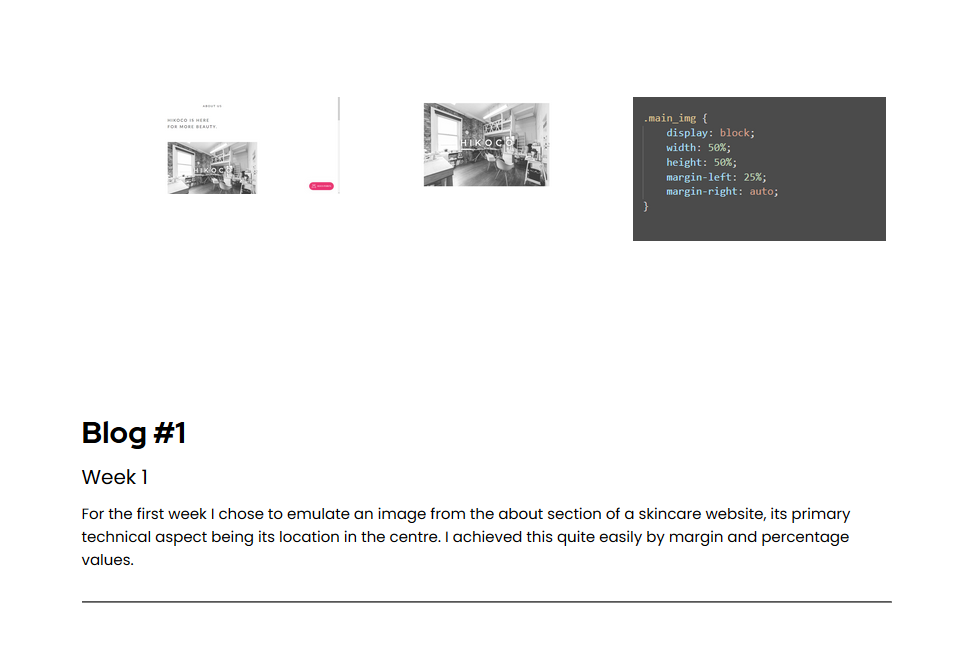 ABOUT US
HIKOCO IS HERE
FOR MORE BEAUTY.
HIKOCO
HIKOCO
.main_img {
display: block;
width: 50%;
height: 50%;
margin-left: 25%;
margin-right: auto;
}
Blog #1
Week 1
For the first week I chose to emulate an image from the about section of a skincare website, its primary
technical aspect being its location in the centre. I achieved this quite easily by margin and percentage
values.